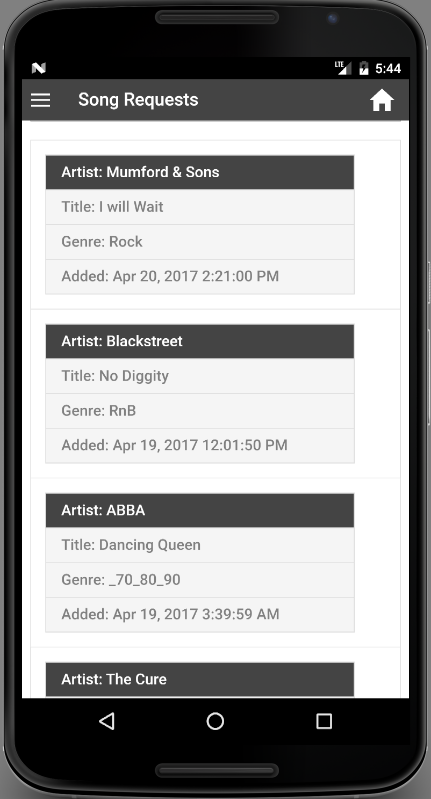 LTE 5:44
Song Requests
Artist: Mumford & Sons
Title: I will Wait
Genre: Rock
Added: Apr 20, 2017 2:21:00 PM
Artist: Blackstreet
Title: No Diggity
Genre: RnB
Added: Apr 19, 2017 12:01:50 PM
Artist: ABBA
Title: Dancing Queen
Genre: _70_80_90
Added: Apr 19, 2017 3:39:59 AM
Artist: The Cure